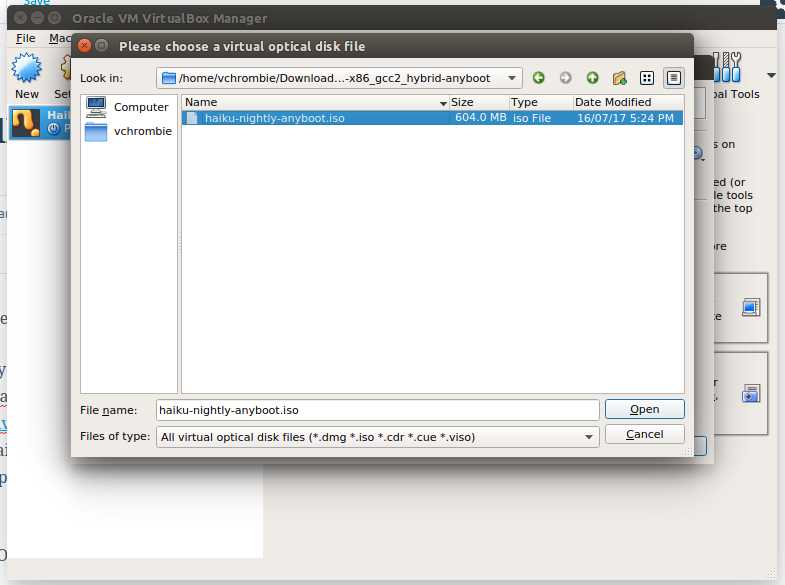 Save
Oracle VM VirtualBox Manager
File Mac
Please choose a virtual optical disk file
Look in: /home/vchrombie/Download...-x86_gcc2_hybrid-anyboot
Computer
vchrombie
Name Size Type Date Modified
haiku-nightly-anyboot.iso 604.0 MB iso File 16/07/17 5:24 PM
File name: haiku-nightly-anyboot.iso Open
Files of type: All virtual optical disk files (*.dmg *.iso *.cdr *.cue *.viso) Cancel
New Set
Hai
P
bal Tools
s on
ed (or
le tools
the top
ore